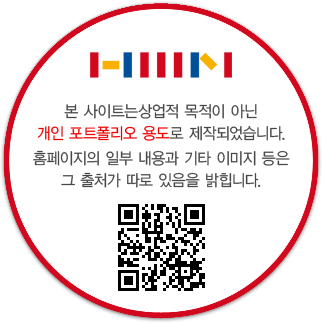 본 사이트는상업적 목적이 아닌
개인 포트폴리오 용도로 제작되었습니다.
홈페이지의 일부 내용과 기타 이미지 등은
그 출처가 따로 있음을 밝힙니다.